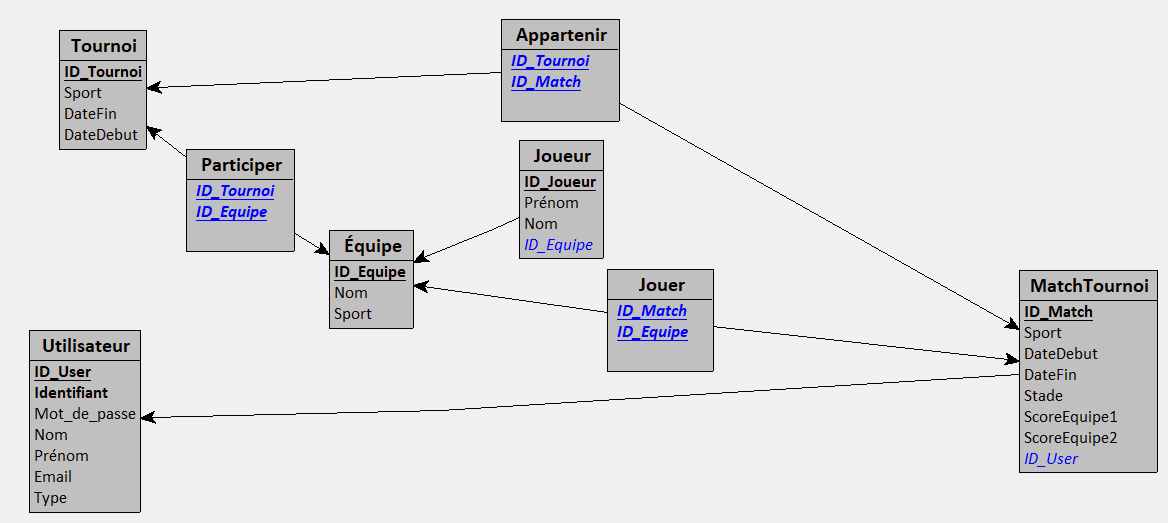 Tournoi
ID_Tournoi
Sport
DateFin
DateDebut
Appartenir
ID_Tournoi
ID_Match
Participer
ID_Tournoi
ID_Equipe
Joueur
ID_Joueur
Prénom
Nom
ID_Equipe
Équipe
ID_Equipe
Nom
Sport
Jouer
ID_Match
ID_Equipe
MatchTournoi
ID_Match
Sport
DateDebut
DateFin
Stade
ScoreEquipe1
ScoreEquipe2
ID_User
Utilisateur
ID_User
Identifiant
Mot_de_passe
Nom
Prénom
Email
Type